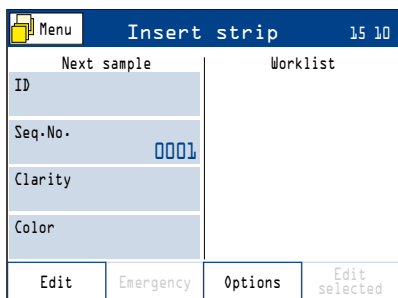 Menu
Insert strip
15 10
Next sample
Worklist
ID
Seq.No.
0001
Clarity
Color
Edit
Emergency
Options
Edit
selected